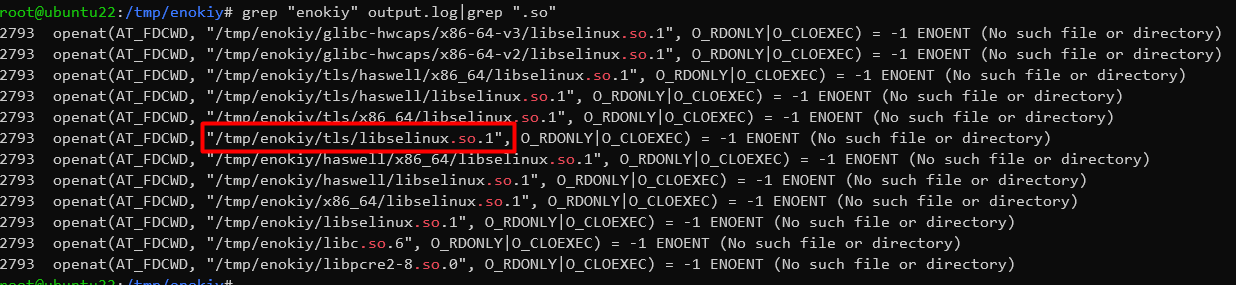 root@ubuntu22:/tmp/enokiy# grep "enokiy" output.log|grep ".so"
2793  openat(AT_FDCWD, "/tmp/enokiy/glibc-hwcaps/x86-64-v3/libselinux.so.1", O_RDONLY|O_CLOEXEC) = -1 ENOENT (No such file or directory)
2793  openat(AT_FDCWD, "/tmp/enokiy/glibc-hwcaps/x86-64-v2/libselinux.so.1", O_RDONLY|O_CLOEXEC) = -1 ENOENT (No such file or directory)
2793  openat(AT_FDCWD, "/tmp/enokiy/tls/haswell/x86_64/libselinux.so.1", O_RDONLY|O_CLOEXEC) = -1 ENOENT (No such file or directory)
2793  openat(AT_FDCWD, "/tmp/enokiy/tls/haswell/libselinux.so.1", O_RDONLY|O_CLOEXEC) = -1 ENOENT (No such file or directory)
2793  openat(AT_FDCWD, "/tmp/enokiy/tls/x86_64/libselinux.so.1", O_RDONLY|O_CLOEXEC) = -1 ENOENT (No such file or directory)
2793  openat(AT_FDCWD, "/tmp/enokiy/tls/libselinux.so.1", O_RDONLY|O_CLOEXEC) = -1 ENOENT (No such file or directory)
2793  openat(AT_FDCWD, "/tmp/enokiy/haswell/x86_64/libselinux.so.1", O_RDONLY|O_CLOEXEC) = -1 ENOENT (No such file or directory)
2793  openat(AT_FDCWD, "/tmp/enokiy/haswell/libselinux.so.1", O_RDONLY|O_CLOEXEC) = -1 ENOENT (No such file or directory)
2793  openat(AT_FDCWD, "/tmp/enokiy/x86_64/libselinux.so.1", O_RDONLY|O_CLOEXEC) = -1 ENOENT (No such file or directory)
2793  openat(AT_FDCWD, "/tmp/enokiy/libselinux.so.1", O_RDONLY|O_CLOEXEC) = -1 ENOENT (No such file or directory)
2793  openat(AT_FDCWD, "/tmp/enokiy/libc.so.6", O_RDONLY|O_CLOEXEC) = -1 ENOENT (No such file or directory)
2793  openat(AT_FDCWD, "/tmp/enokiy/libpcre2-8.so.0", O_RDONLY|O_CLOEXEC) = -1 ENOENT (No such file or directory)
root@ubuntu22:/tmp/enokiy#